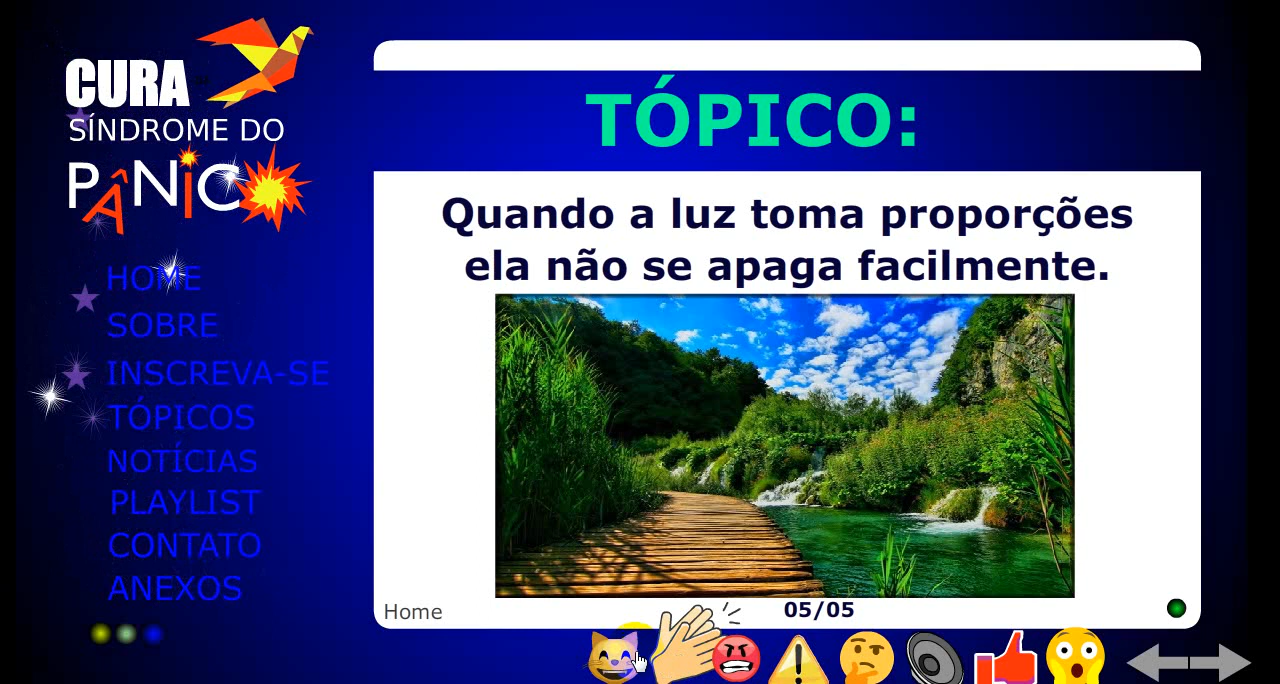 CURA
SÍNDROME DO
PÂNiCO
HOME
SOBRE
INSCREVA-SE
TÓPICOS
NOTÍCIAS
PLAYLIST
CONTATO
ANEXOS
TÓPICO:
Quando a luz toma proporções
ela não se apaga facilmente.
Home
05/05